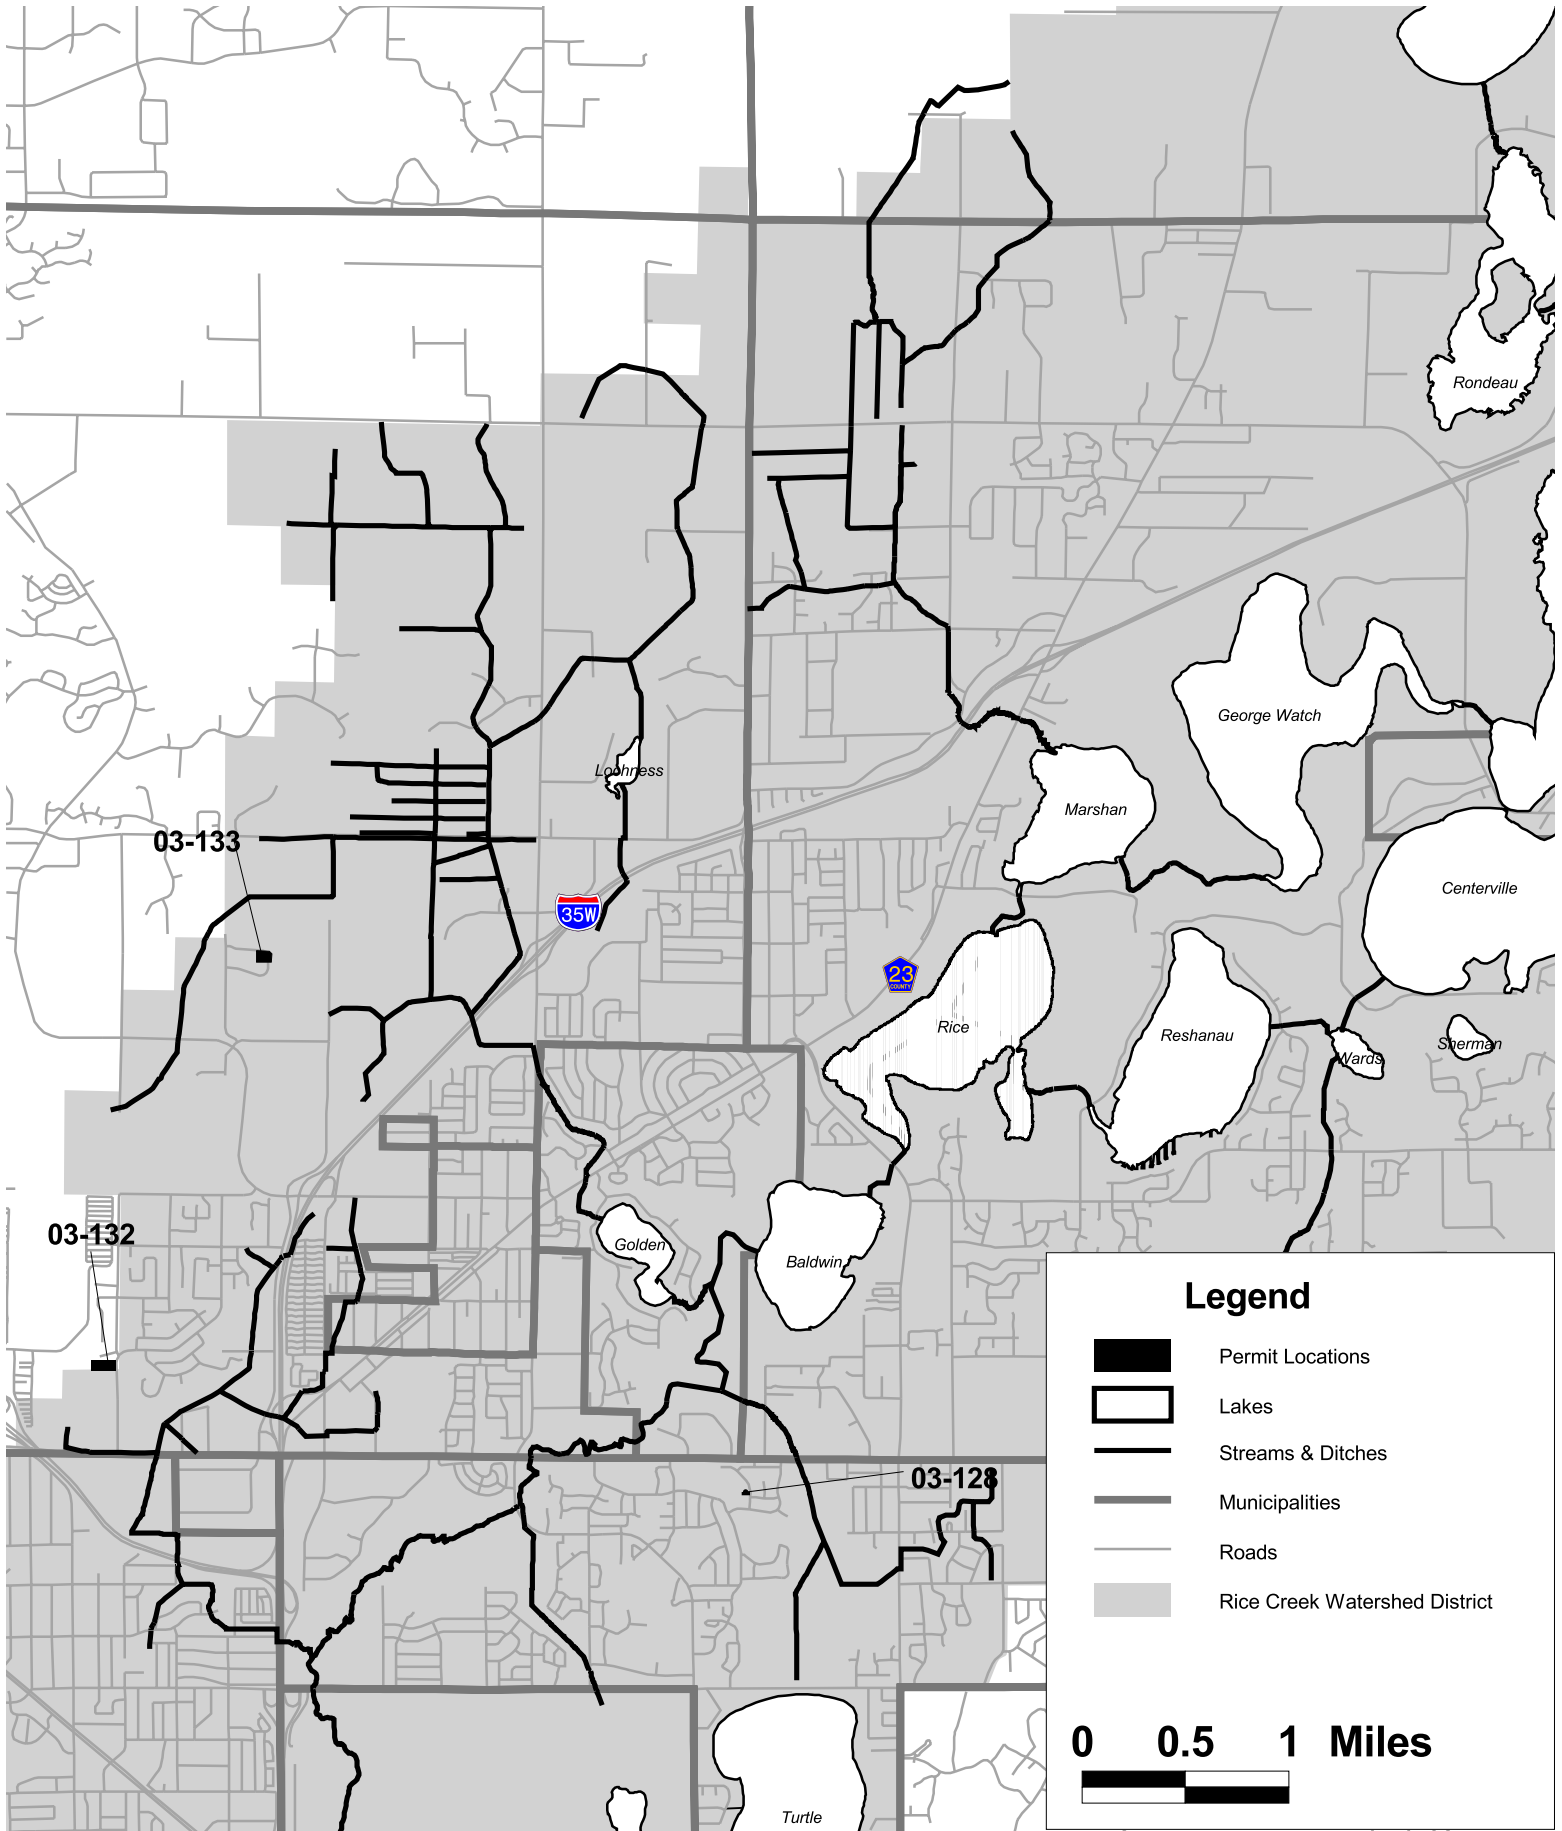 Rondeau
George Watch
Lochness
Marshan
03-133
Centerville
35W
23
COUNTY
Rice
Reshanau
Sherman
Wards
03-132
Golden
Baldwin
Legend
Permit Locations
Lakes
Streams & Ditches
03-128
Municipalities
Roads
Rice Creek Watershed District
0 0.5 1 Miles
Turtle